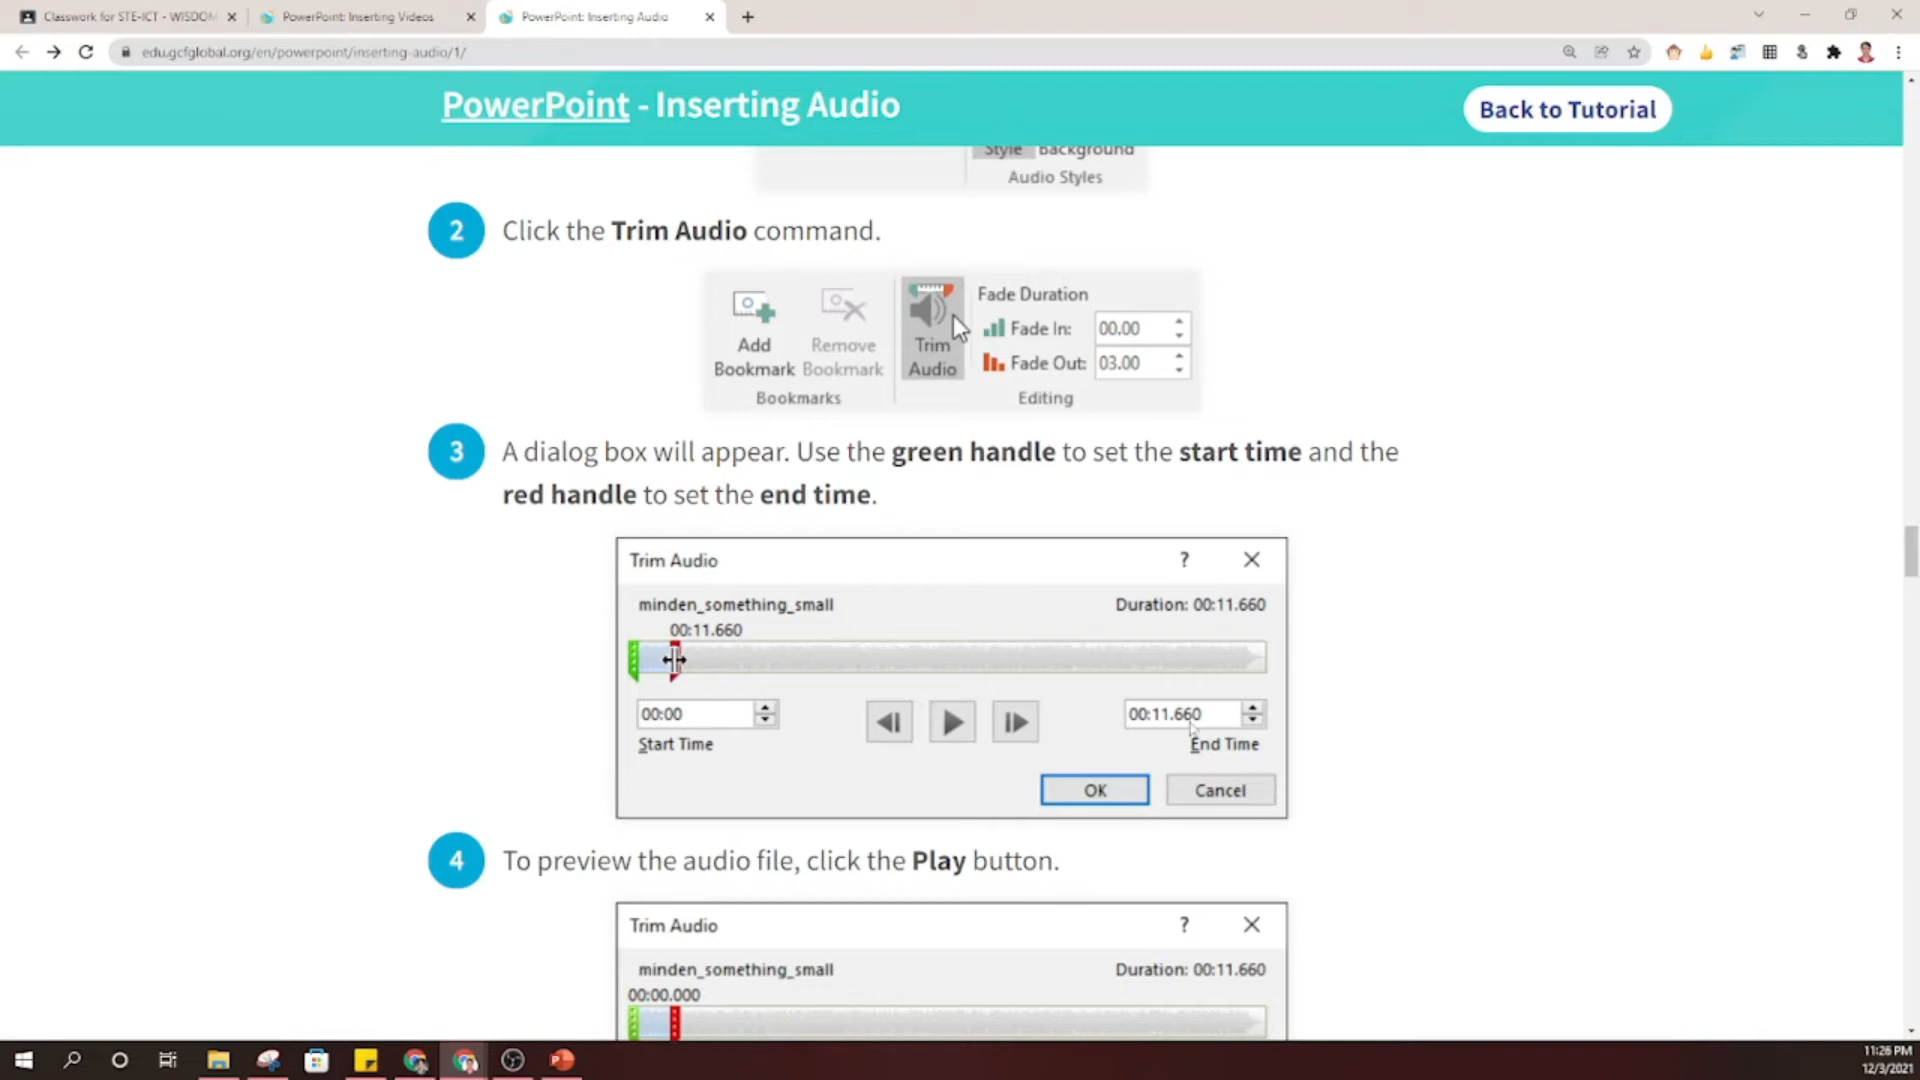 Classwork for STE-ICT - WISDOM
PowerPoint: Inserting Videos
PowerPoint: Inserting Audio
edu.gcfglobal.org/en/powerpoint/inserting-audio/1/
PowerPoint - Inserting Audio
Back to Tutorial
Style Background
Audio Styles
2 Click the Trim Audio command.
Add Bookmark
Remove Bookmark
Bookmarks
Trim Audio
Fade Duration
Fade In: 00.00
Fade Out: 03.00
Editing
3 A dialog box will appear. Use the green handle to set the start time and the
red handle to set the end time.
Trim Audio ?
minden_something_small Duration: 00:11.660
00:11.660
00:00 00:11.660
Start Time End Time
OK Cancel
4 To preview the audio file, click the Play button.
Trim Audio ?
minden_something_small Duration: 00:11.660
00:00.000
11:26 PM
12/3/2021